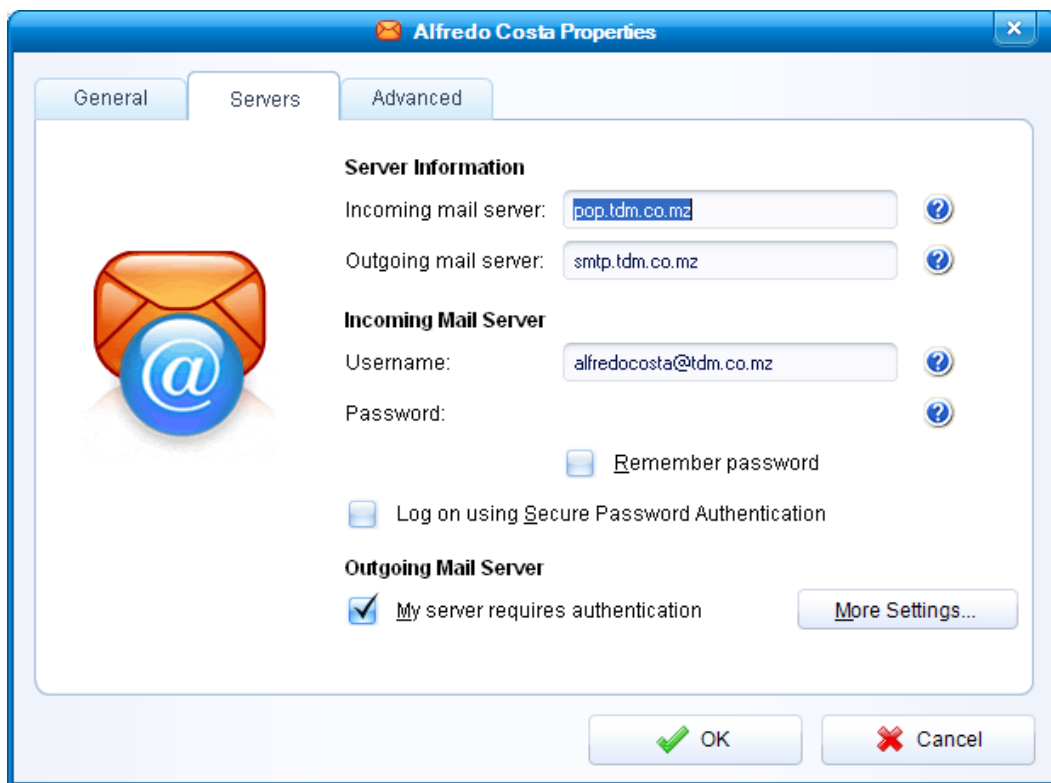 Alfredo Costa Properties
General Servers Advanced
Server Information
Incoming mail server: pop.tdm.co.mz
Outgoing mail server: smtp.tdm.co.mz
Incoming Mail Server
Username: alfredocosta@tdm.co.mz
Password:
Remember password
Log on using Secure Password Authentication
Outgoing Mail Server
My server requires authentication More Settings...
OK Cancel